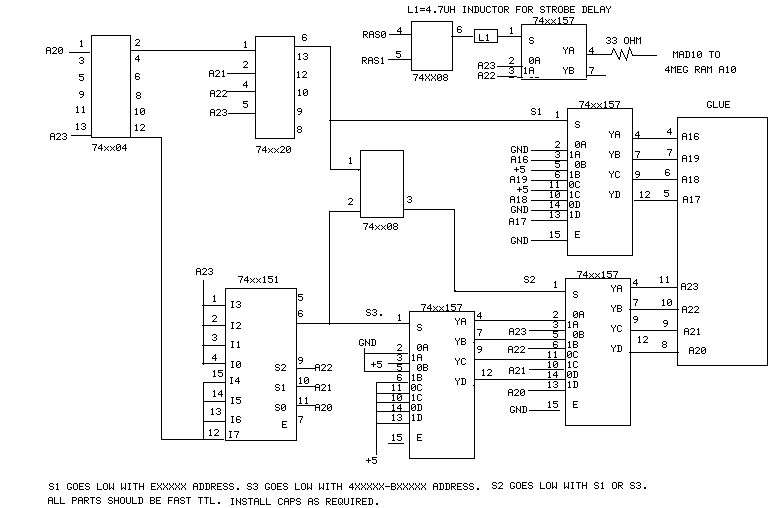 L1=4.7UH INDUCTOR FOR STROBE DELAY
74xx157
RAS0 4 6 L1 1 S
33 OHM
YA 4 MAD10 TO
RAS1 5 A23 2 0A
74XX08 A22 3 1A YB 7 4MEG RAM A10
A20 1 2 1 6
3 4 13
A21 2
5 6 12
A22 4
9 8 10
A23 5
11 10 9
13 12 8
A23
74xx04
74xx20
74xx157
GLUE
S1 1 S
YA 4 4 A16
GND 2 0A
A16 3 1A YB 7 7 A19
+5 5 0B
A19 6 1B YC 9 6 A18
+5 11 0C
A18 10 1C YD 12 5 A17
GND 14 0D
A17 13 1D
GND 15 E
1
2 3
74xx08
A23
74xx151
1 I3 5
2 I2 6
3 I1
4 I0 S2 9 A22
15 I4 S1 10 A21
14 I5 S0 11 A20
13 I6 E 7
12 I7
74xx157
S3. 1 S YA 4
GND 2 0A YB 7
+5 3 1A
5 0B YC 9
6 1B
11 0C YD 12
10 1C
14 0D
13 1D
15 E
+5
74xx157
S2 1 S YA 4 11 A23
2 0A YB 7 10 A22
A23 3 1A
5 0B YC 9 9 A21
A22 6 1B
11 0C YD 12 8 A20
A21 10 1C
14 0D
A20 13 1D
GND 15 E
S1 GOES LOW WITH EXXXXX ADDRESS. S3 GOES LOW WITH 4XXXXX-BXXXXX ADDRESS. S2 GOES LOW WITH S1 OR S3.
ALL PARTS SHOULD BE FAST TTL. INSTALL CAPS AS REQUIRED.